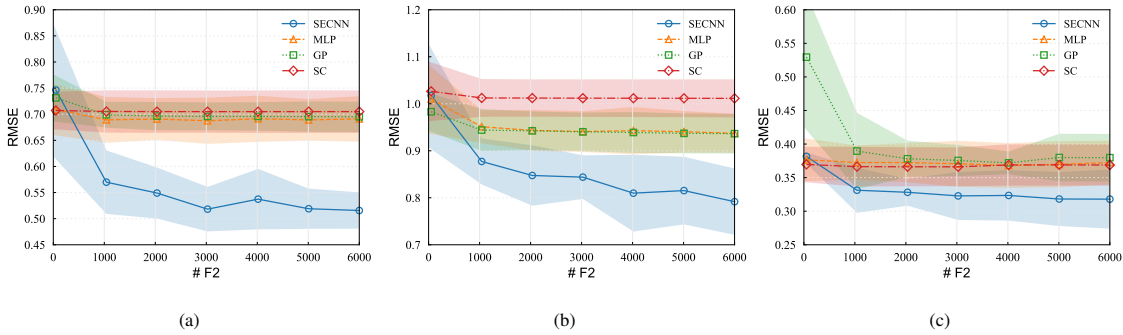 0.90
0.85
0.80
0.75
0.70
0.65
0.60
0.55
0.50
0.45
RMSE
0
1000
2000
3000
4000
5000
6000
# F2
SECNN
MLP
GP
SC
(a)
1.2
1.1
1.0
0.9
0.8
0.7
RMSE
0
1000
2000
3000
4000
5000
6000
# F2
SECNN
MLP
GP
SC
(b)
0.60
0.55
0.50
0.45
0.40
0.35
0.30
0.25
RMSE
0
1000
2000
3000
4000
5000
6000
# F2
SECNN
MLP
GP
SC
(c)